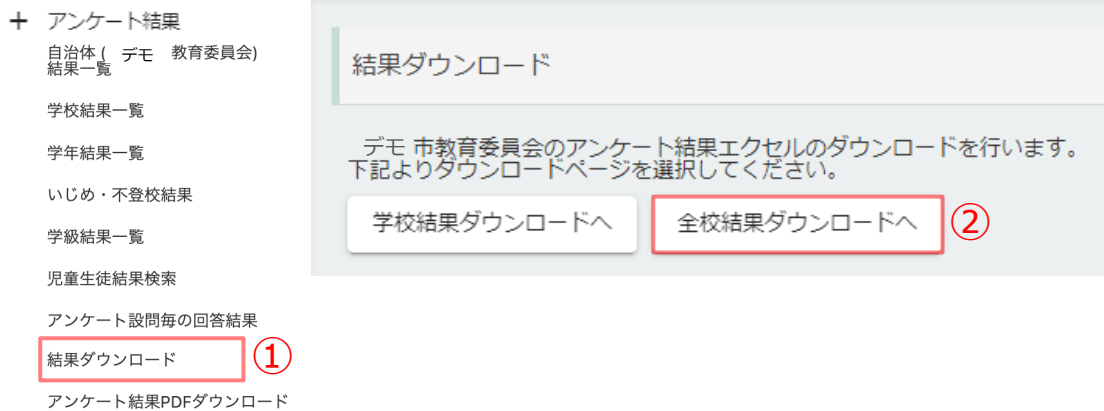 + アンケート結果
自治体 ( デモ 教育委員会)
結果一覧
学校結果一覧
学年結果一覧
いじめ・不登校結果
学級結果一覧
児童生徒結果検索
アンケート設問毎の回答結果
結果ダウンロード ①
アンケート結果PDFダウンロード
結果ダウンロード
デモ 市教育委員会のアンケート結果エクセルのダウンロードを行います。
下記よりダウンロードページを選択してください。
学校結果ダウンロードへ 全校結果ダウンロードへ ②